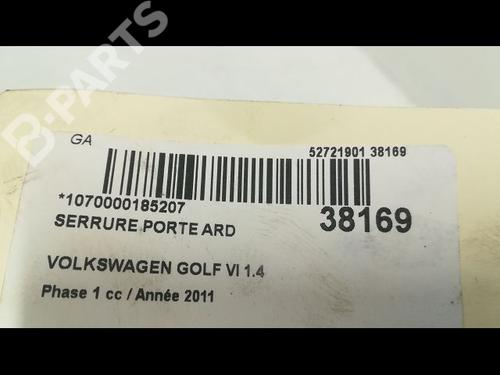 B-PARTS
GA
52721901 38169
*1070000185207
38169
SERRURE PORTE ARD
VOLKSWAGEN GOLF VI 1.4
Phase 1 cc / Année 2011